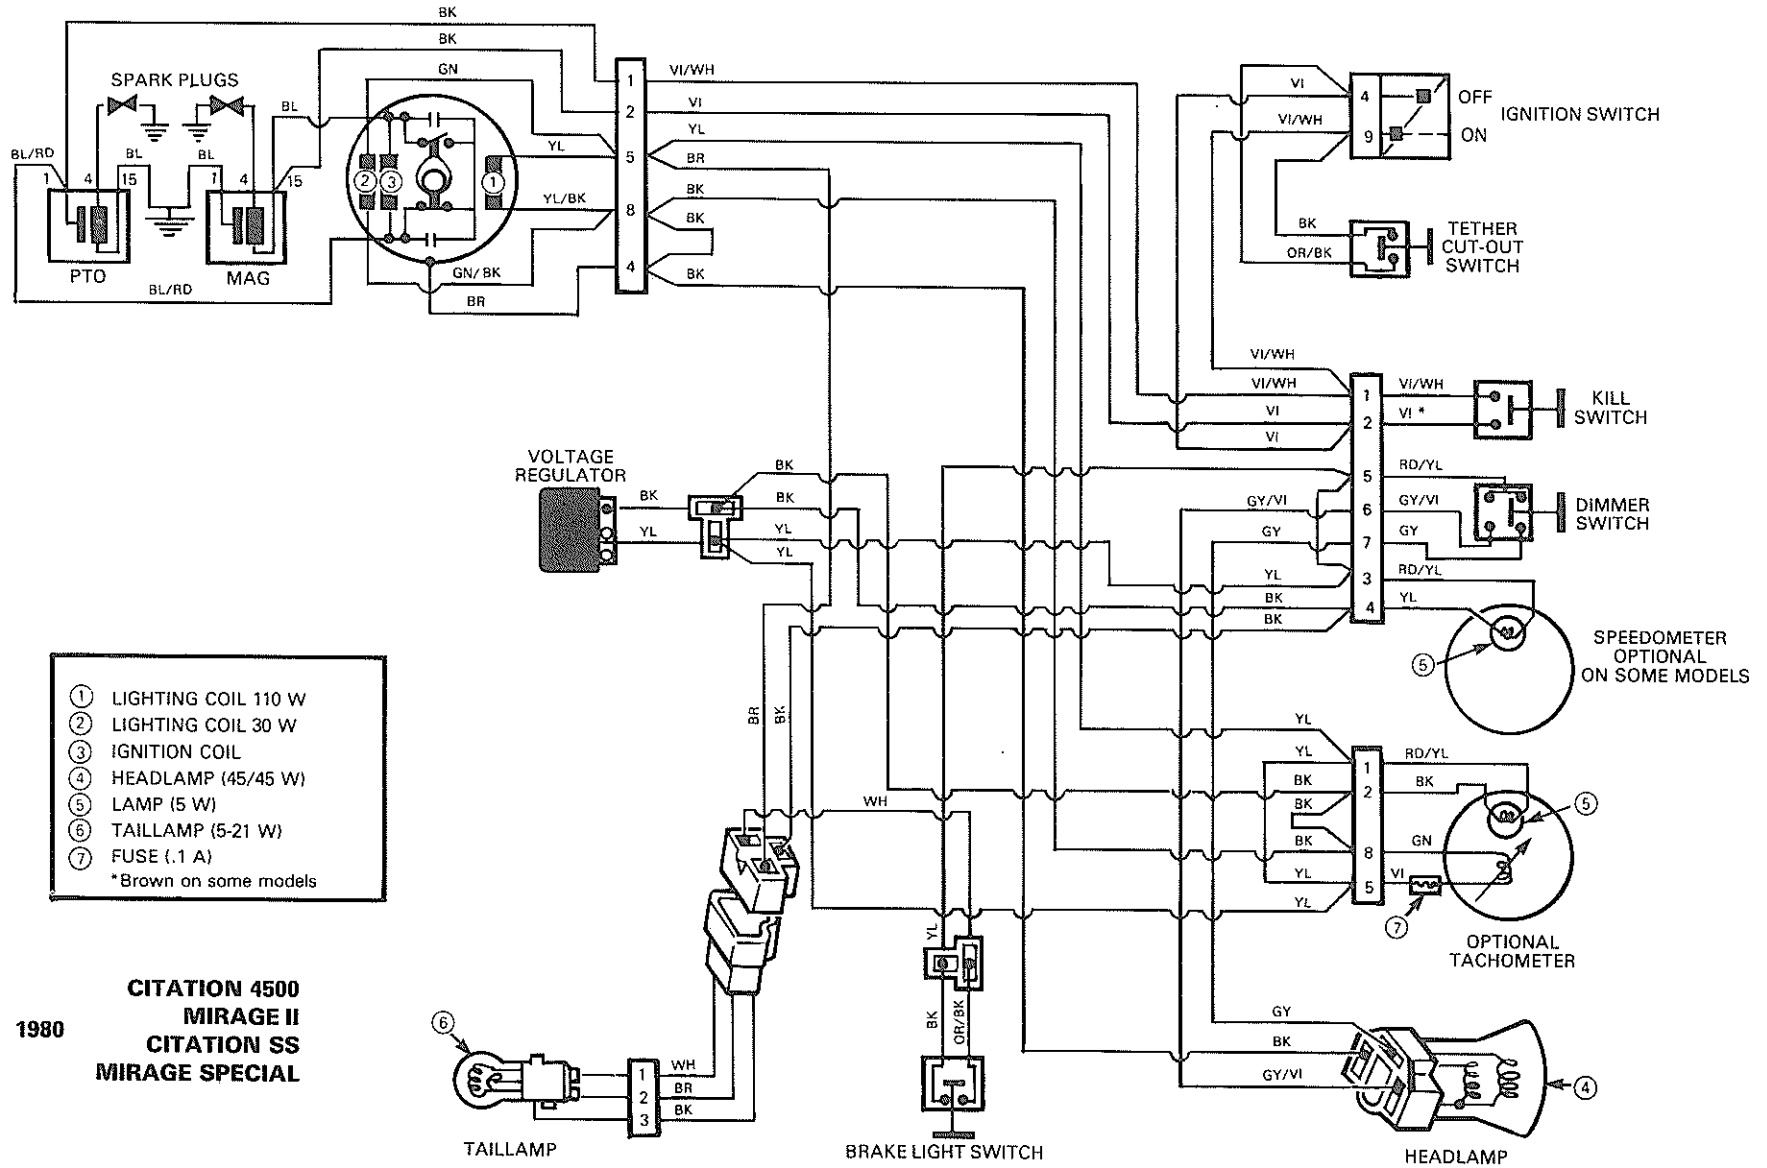 BK
BK
GN
SPARK PLUGS
BL
BL/RD
BL
BL
1
4
15
1
4
15
PTO
MAG
BL/RD
2
3
1
YL
YL/BK
GN/BK
BR
1
2
5
8
4
VI/WH
VI
YL
BR
BK
BK
BK
VI
VI/WH
4
9
OFF
ON
IGNITION SWITCH
BK
OR/BK
TETHER
CUT-OUT
SWITCH
VI/WH
VI/WH
VI
VI
1
2
VI/WH
VI *
KILL
SWITCH
VOLTAGE
REGULATOR
BK
YL
BK
BK
YL
YL
GY/VI
GY
YL
BK
BK
5
6
7
3
4
RD/YL
GY/VI
GY
RD/YL
YL
DIMMER
SWITCH
5
SPEEDOMETER
OPTIONAL
ON SOME MODELS
1 LIGHTING COIL 110 W
2 LIGHTING COIL 30 W
3 IGNITION COIL
4 HEADLAMP (45/45 W)
5 LAMP (5 W)
6 TAILLAMP (5-21 W)
7 FUSE (.1 A)
*Brown on some models
BR
BK
WH
YL
YL
BK
BK
BK
YL
YL
1
2
8
5
RD/YL
BK
GN
VI
5
7
OPTIONAL
TACHOMETER
YL
BK
OR/BK
BRAKE LIGHT SWITCH
1980
CITATION 4500
MIRAGE II
CITATION SS
MIRAGE SPECIAL
6
1
2
3
WH
BR
BK
TAILLAMP
GY
BK
GY/VI
4
HEADLAMP